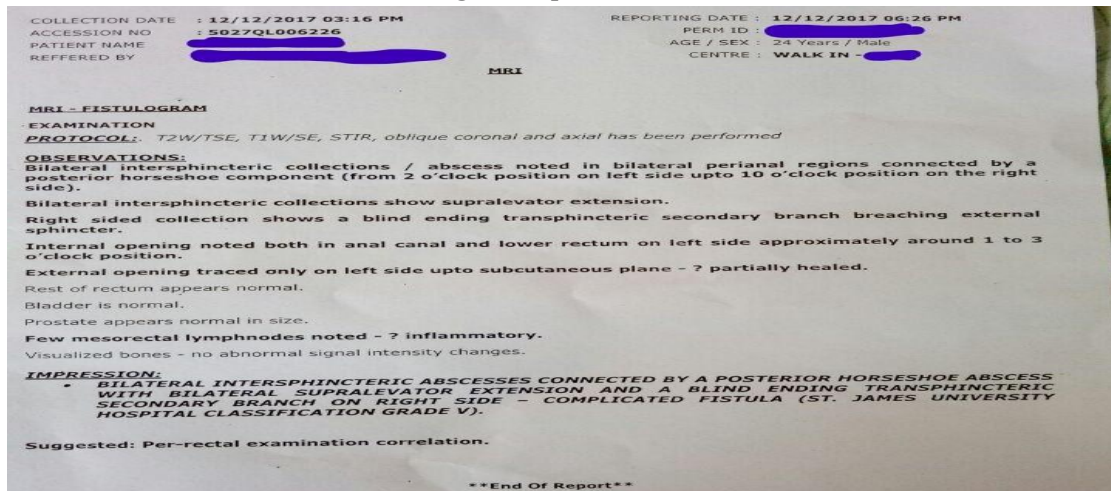 COLLECTION DATE : 12/12/2017 03:16 PM REPORTING DATE : 12/12/2017 06:26 PM
ACCESSION NO : 5027QL006226 PERM ID :
PATIENT NAME AGE / SEX : 24 Years / Male
REFFERED BY CENTRE : WALK IN -
MRI
MRI - FISTULOGRAM
EXAMINATION
PROTOCOL:. T2W/TSE, T1W/SE, STIR, oblique coronal and axial has been performed
OBSERVATIONS:
Bilateral intersphincteric collections / abscess noted in bilateral perianal regions connected by a
posterior horseshoe component (from 2 o'clock position on left side upto 10 o'clock position on the right
side).
Bilateral intersphincteric collections show supralevator extension.
Right sided collection shows a blind ending transphincteric secondary branch breaching external
sphincter.
Internal opening noted both in anal canal and lower rectum on left side approximately around 1 to 3
o'clock position.
External opening traced only on left side upto subcutaneous plane - ? partially healed.
Rest of rectum appears normal.
Bladder is normal.
Prostate appears normal in size.
Few mesorectal lymphnodes noted - ? inflammatory.
Visualized bones - no abnormal signal intensity changes.
IMPRESSION:
• BILATERAL INTERSPHINCTERIC ABSCESSES CONNECTED BY A POSTERIOR HORSESHOE ABSCESS
WITH BILATERAL SUPRALEVATOR EXTENSION AND A BLIND ENDING TRANSPHINCTERIC
SECONDARY BRANCH ON RIGHT SIDE – COMPLICATED FISTULA (ST. JAMES UNIVERSITY
HOSPITAL CLASSIFICATION GRADE V).
Suggested: Per-rectal examination correlation.
**End Of Report**